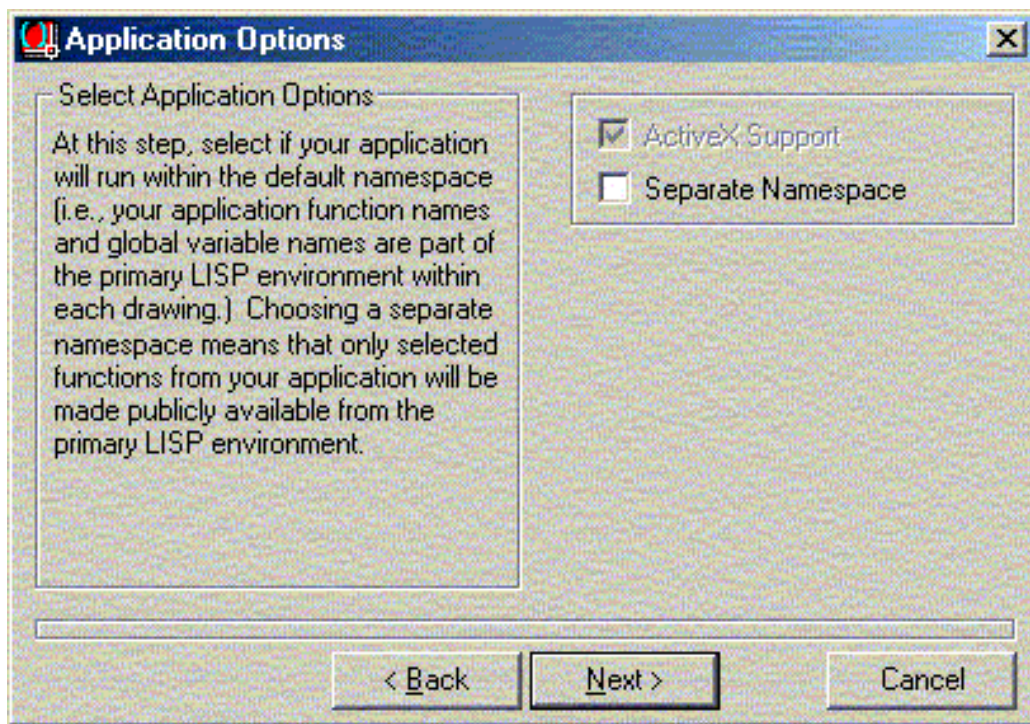 Application Options
Select Application Options
At this step, select if your application
will run within the default namespace
(i.e., your application function names
and global variable names are part of
the primary LISP environment within
each drawing.) Choosing a separate
namespace means that only selected
functions from your application will be
made publicly available from the
primary LISP environment.
ActiveX Support
Separate Namespace
< Back
Next >
Cancel